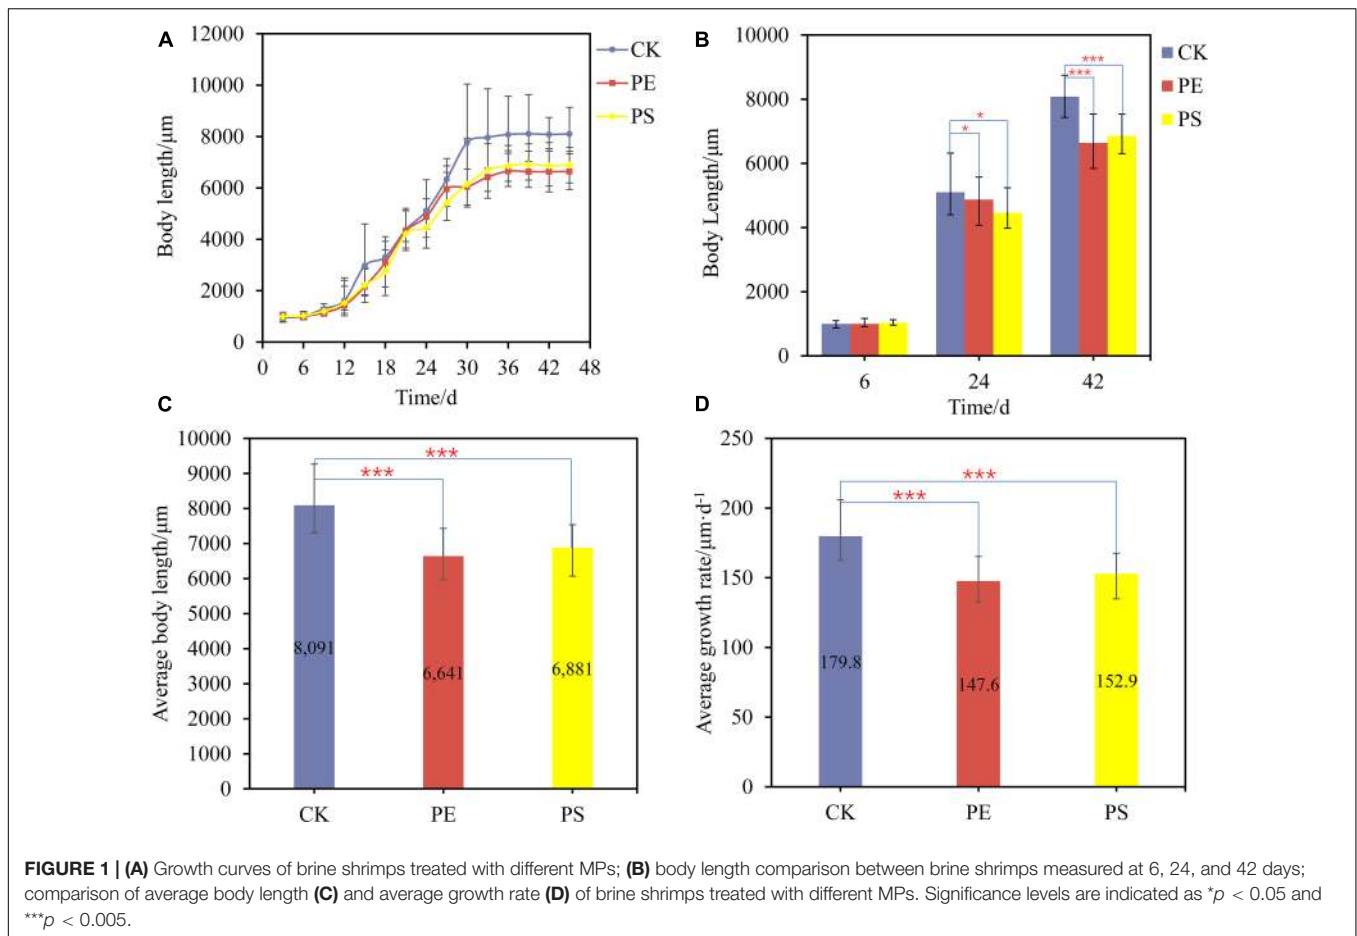 A
12000
10000
8000
6000
4000
2000
0
Body length/μm
0 6 12 18 24 30 36 42 48
Time/d
CK
PE
PS
B
10000
8000
6000
4000
2000
0
Body Length/μm
* * *** ***
6 24 42
Time/d
CK
PE
PS
C
10000
9000
8000
7000
6000
5000
4000
3000
2000
1000
0
Average body length/μm
***
***
8,091 6,641 6,881
CK PE PS
D
250
200
150
100
50
0
Average growth rate/μm·d-1
***
***
179.8 147.6 152.9
CK PE PS
FIGURE 1 | (A) Growth curves of brine shrimps treated with different MPs; (B) body length comparison between brine shrimps measured at 6, 24, and 42 days;
comparison of average body length (C) and average growth rate (D) of brine shrimps treated with different MPs. Significance levels are indicated as *p < 0.05 and
***p < 0.005.